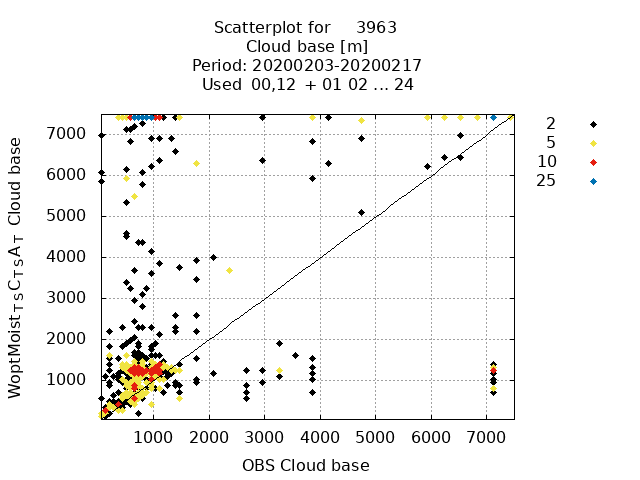 Scatterplot for 3963
Cloud base [m]
Period: 20200203-20200217
Used 00,12 + 01 02 ... 24
2
5
10
25
7000
6000
5000
4000
3000
2000
1000
WoptMoist T S C T S A T Cloud base
1000 2000 3000 4000 5000 6000 7000
OBS Cloud base